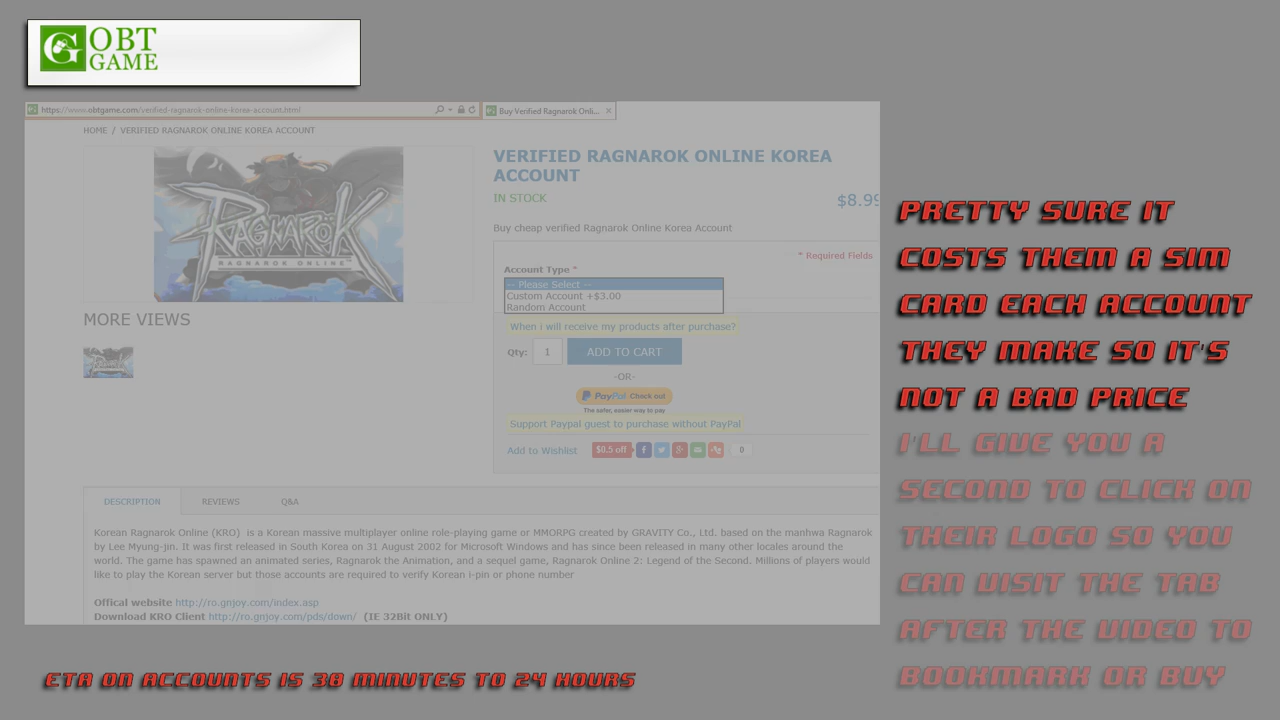 G OBT
GAME
https://www.obtgame.com/verified-ragnarok-online-korea-account.html
Buy Verified Ragnarok Onli...
HOME / VERIFIED RAGNAROK ONLINE KOREA ACCOUNT
RAGNARÖK
RAGNAROK ONLINE
VERIFIED RAGNAROK ONLINE KOREA
ACCOUNT
IN STOCK
$8.99
Buy cheap verified Ragnarok Online Korea Account
* Required Fields
Account Type *
-- Please Select --
Custom Account +$3.00
Random Account
When i will receive my products after purchase?
Qty: 1 ADD TO CART
-OR-
PayPal Check out
The safer, easier way to pay
Support Paypal guest to purchase without PayPal
Add to Wishlist $0.5 off 0
MORE VIEWS
DESCRIPTION REVIEWS Q&A
Korean Ragnarok Online (KRO) is a Korean massive multiplayer online role-playing game or MMORPG created by GRAVITY Co., Ltd. based on the manhwa Ragnarok
by Lee Myung-jin. It was first released in South Korea on 31 August 2002 for Microsoft Windows and has since been released in many other locales around the
world. The game has spawned an animated series, Ragnarok the Animation, and a sequel game, Ragnarok Online 2: Legend of the Second. Millions of players would
like to play the Korean server but those accounts are required to verify Korean i-pin or phone number
Offical website http://ro.gnjoy.com/index.asp
Download KRO Client http://ro.gnjoy.com/pds/down/ (IE 32Bit ONLY)
PRETTY SURE IT
COSTS THEM A SIM
CARD EACH ACCOUNT
THEY MAKE SO IT'S
NOT A BAD PRICE
I'LL GIVE YOU A
SECOND TO CLICK ON
THEIR LOGO SO YOU
CAN VISIT THE TAB
AFTER THE VIDEO TO
BOOKMARK OR BUY
ETA ON ACCOUNTS IS 30 MINUTES TO 24 HOURS